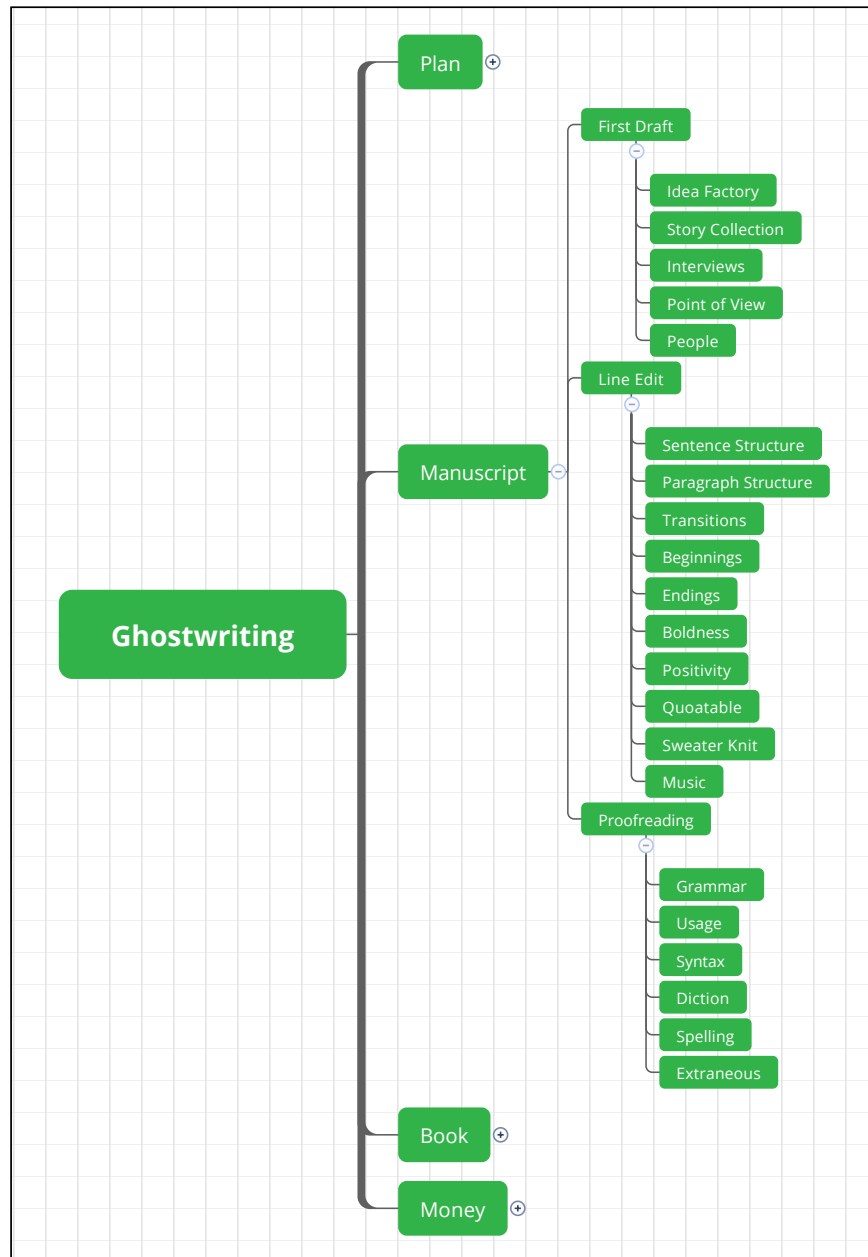 Plan
First Draft
Idea Factory
Story Collection
Interviews
Point of View
People
Line Edit
Manuscript
Sentence Structure
Paragraph Structure
Transitions
Beginnings
Endings
Boldness
Ghostwriting
Positivity
Quoatable
Sweater Knit
Music
Proofreading
Grammar
Usage
Syntax
Diction
Spelling
Extraneous
Book
Money